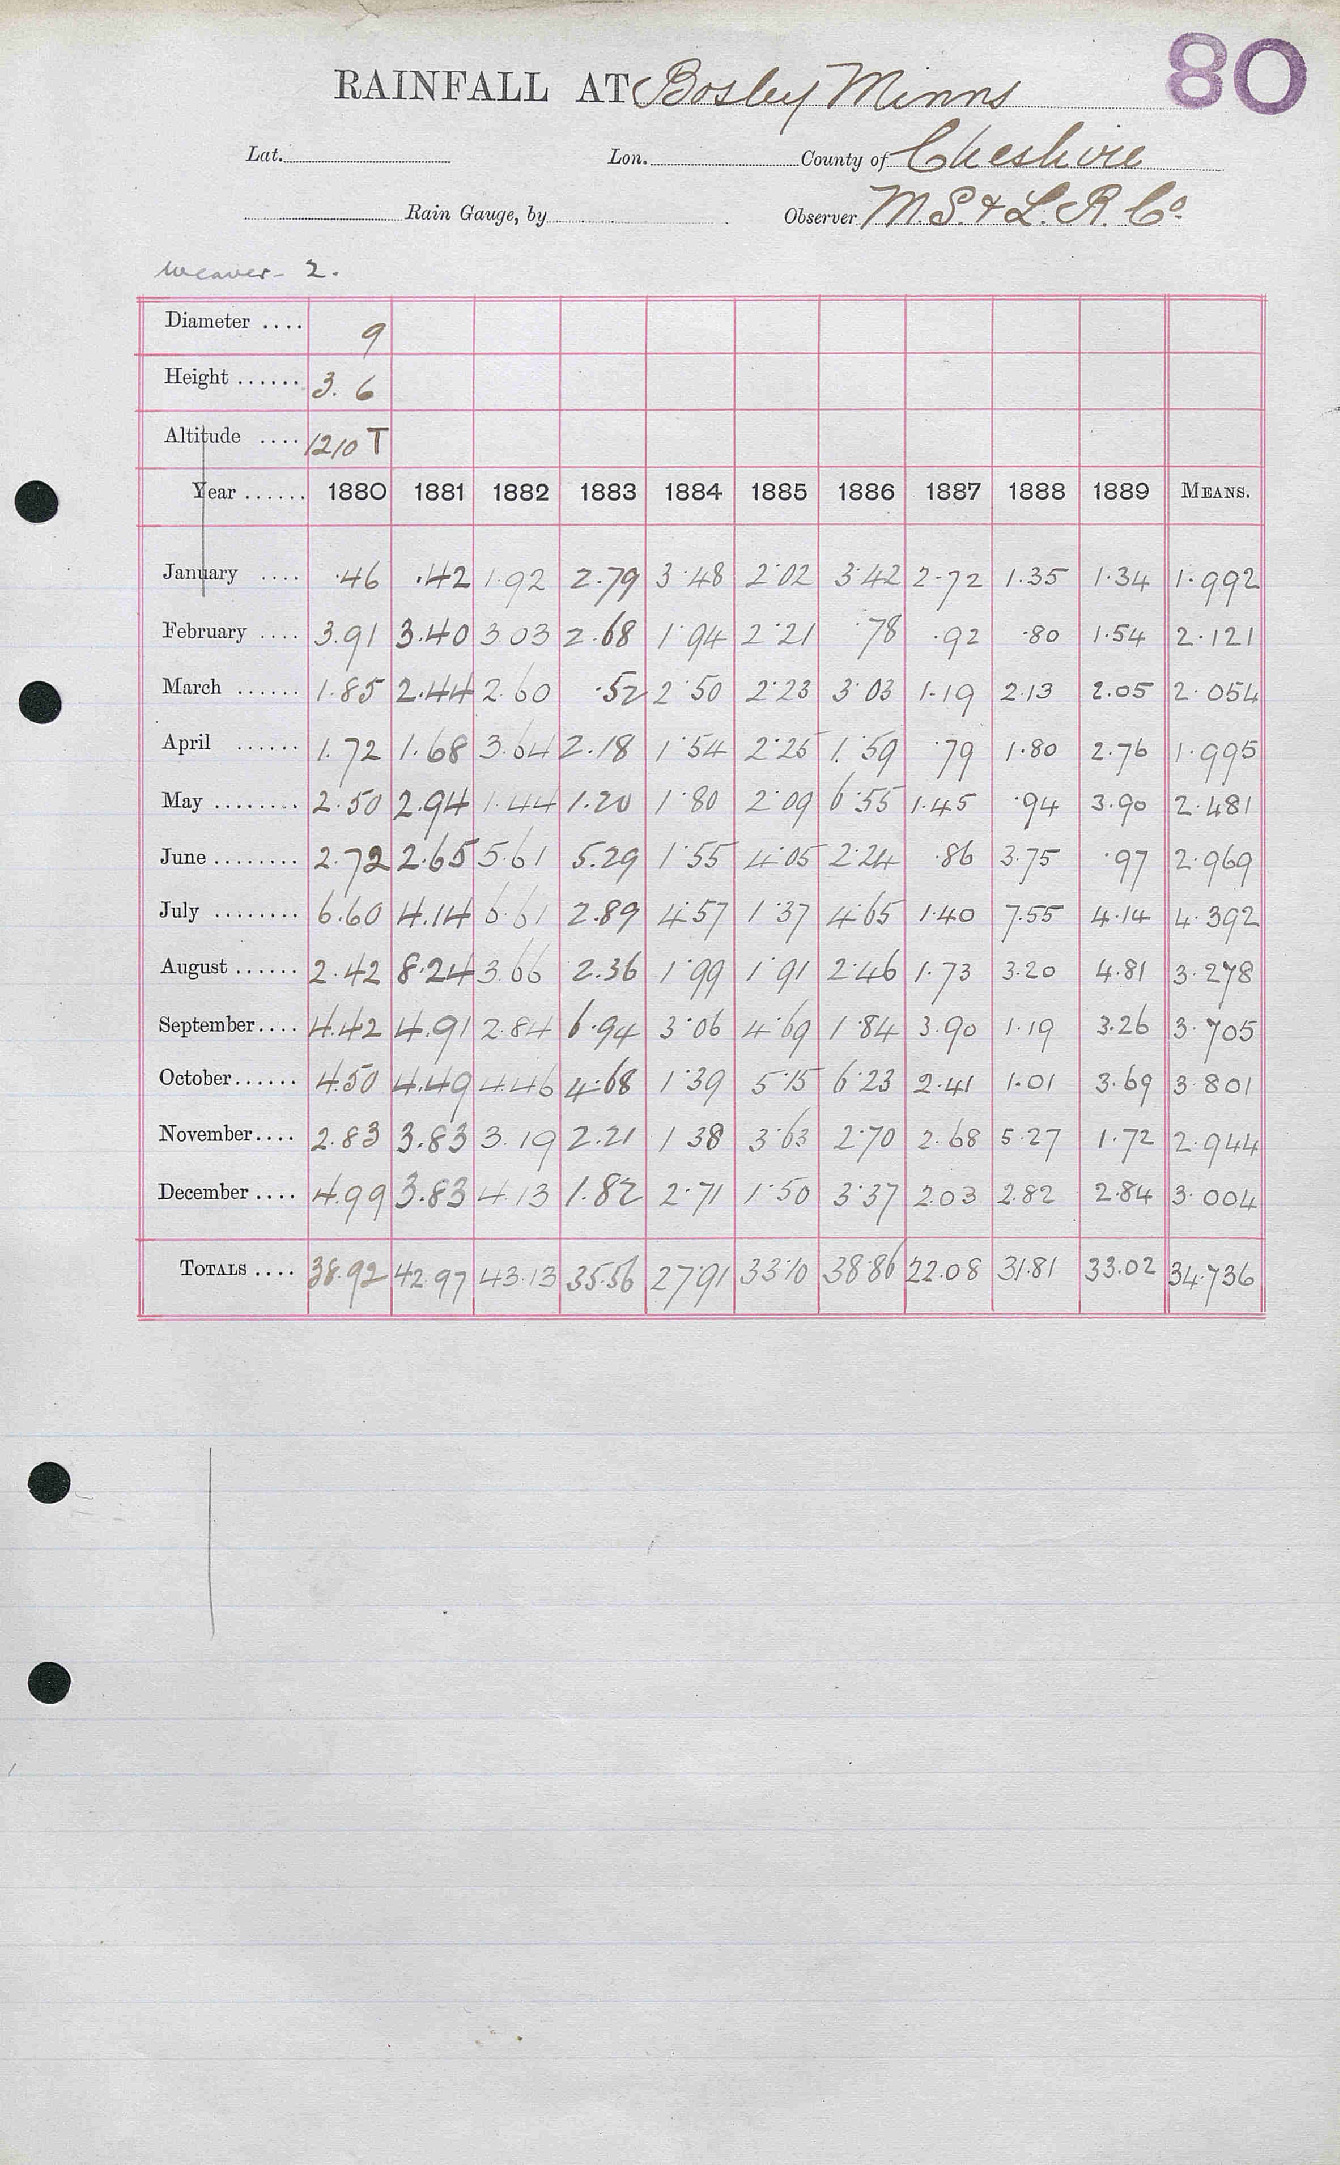 80
RAINFALL AT Bosley Minns
Lat. Lon. County of Cheshire
Rain Gauge, by Observer M.S. & L. R. Co.
Weaver - 2.
Diameter .... 9
Height ...... 3. 6
Altitude .... 1210 T
Year ...... 1880 1881 1882 1883 1884 1885 1886 1887 1888 1889 MEANS.
January .... .46 .42 1.92 2.79 3.48 2.02 3.42 2.72 1.35 1.34 1.992
February .... 3.91 3.40 3.03 2.68 1.94 2.21 .78 .92 .80 1.54 2.121
March ...... 1.85 2.44 2.60 .52 2.50 2.23 3.03 1.19 2.13 2.05 2.054
April ...... 1.72 1.68 3.64 2.18 1.54 2.25 1.59 .79 1.80 2.76 1.995
May ........ 2.50 2.94 1.44 1.20 1.80 2.09 6.55 1.45 .94 3.90 2.481
June ........ 2.72 2.65 5.61 5.29 1.55 4.05 2.24 .86 3.75 .97 2.969
July ........ 6.60 4.14 6.61 2.89 4.57 1.37 4.65 1.40 7.55 4.14 4.392
August ...... 2.42 8.24 3.66 2.36 1.99 1.91 2.46 1.73 3.20 4.81 3.278
September .... 4.42 4.91 2.84 6.94 3.06 4.69 1.84 3.90 1.19 3.26 3.705
October ...... 4.50 4.49 4.46 4.68 1.39 5.15 6.23 2.41 1.01 3.69 3.801
November .... 2.83 3.83 3.19 2.21 1.38 3.63 2.70 2.68 5.27 1.72 2.944
December .... 4.99 3.83 4.13 1.82 2.71 1.50 3.37 2.03 2.82 2.84 3.004
TOTALS .... 38.92 42.97 43.13 35.56 27.91 33.10 38.86 22.08 31.81 33.02 34.736